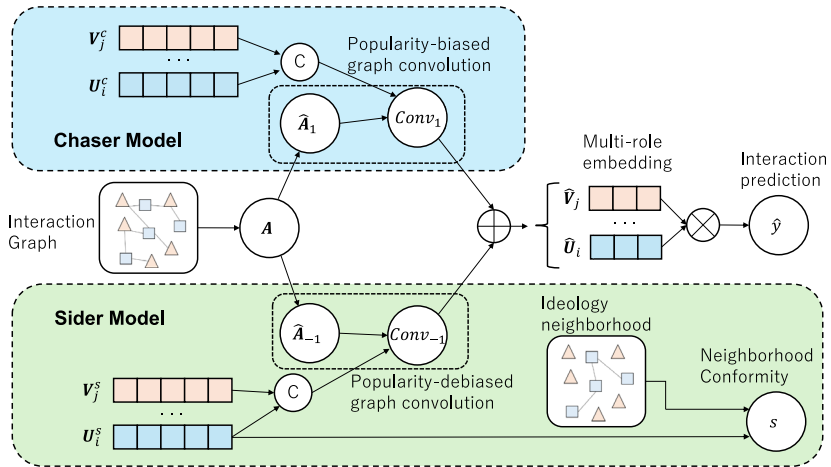 V_j^c
. . .
U_i^c
C
Popularity-biased
graph convolution
Â_1
Conv_1
Chaser Model
Interaction
Graph
A
Multi-role
embedding
V̂_j
. . .
Û_i
Interaction
prediction
ŷ
Sider Model
Â_{-1}
Conv_{-1}
Ideology
neighborhood
V_j^s
. . .
U_i^s
C
Popularity-debiased
graph convolution
Neighborhood
Conformity
s